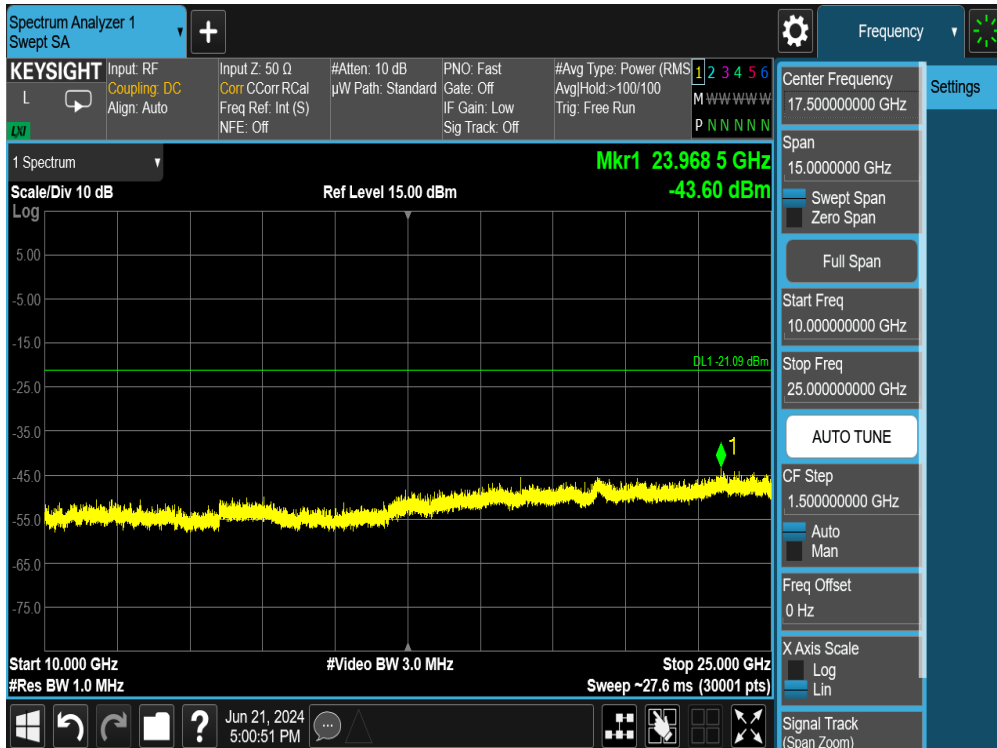 Spectrum Analyzer 1
Swept SA
+
Frequency
KEYSIGHT
L
LXI
Input: RF
Coupling: DC
Align: Auto
Input Z: 50 Ω
Corr CCorr RCal
Freq Ref: Int (S)
NFE: Off
#Atten: 10 dB
µW Path: Standard
PNO: Fast
Gate: Off
IF Gain: Low
Sig Track: Off
#Avg Type: Power (RMS
Avg|Hold:>100/100
Trig: Free Run
1 2 3 4 5 6
M W W W W W
P N N N N N
1 Spectrum
Mkr1 23.968 5 GHz
-43.60 dBm
Scale/Div 10 dB
Ref Level 15.00 dBm
Log
5.00
-5.00
-15.0
DL1 -21.09 dBm
-25.0
-35.0
1
-45.0
-55.0
-65.0
-75.0
Start 10.000 GHz
#Video BW 3.0 MHz
Stop 25.000 GHz
#Res BW 1.0 MHz
Sweep ~27.6 ms (30001 pts)
Center Frequency
17.500000000 GHz
Span
15.0000000 GHz
Swept Span
Zero Span
Full Span
Start Freq
10.000000000 GHz
Stop Freq
25.000000000 GHz
AUTO TUNE
CF Step
1.500000000 GHz
Auto
Man
Freq Offset
0 Hz
X Axis Scale
Log
Lin
Signal Track
(Span Zoom)
Settings
?
Jun 21, 2024
5:00:51 PM